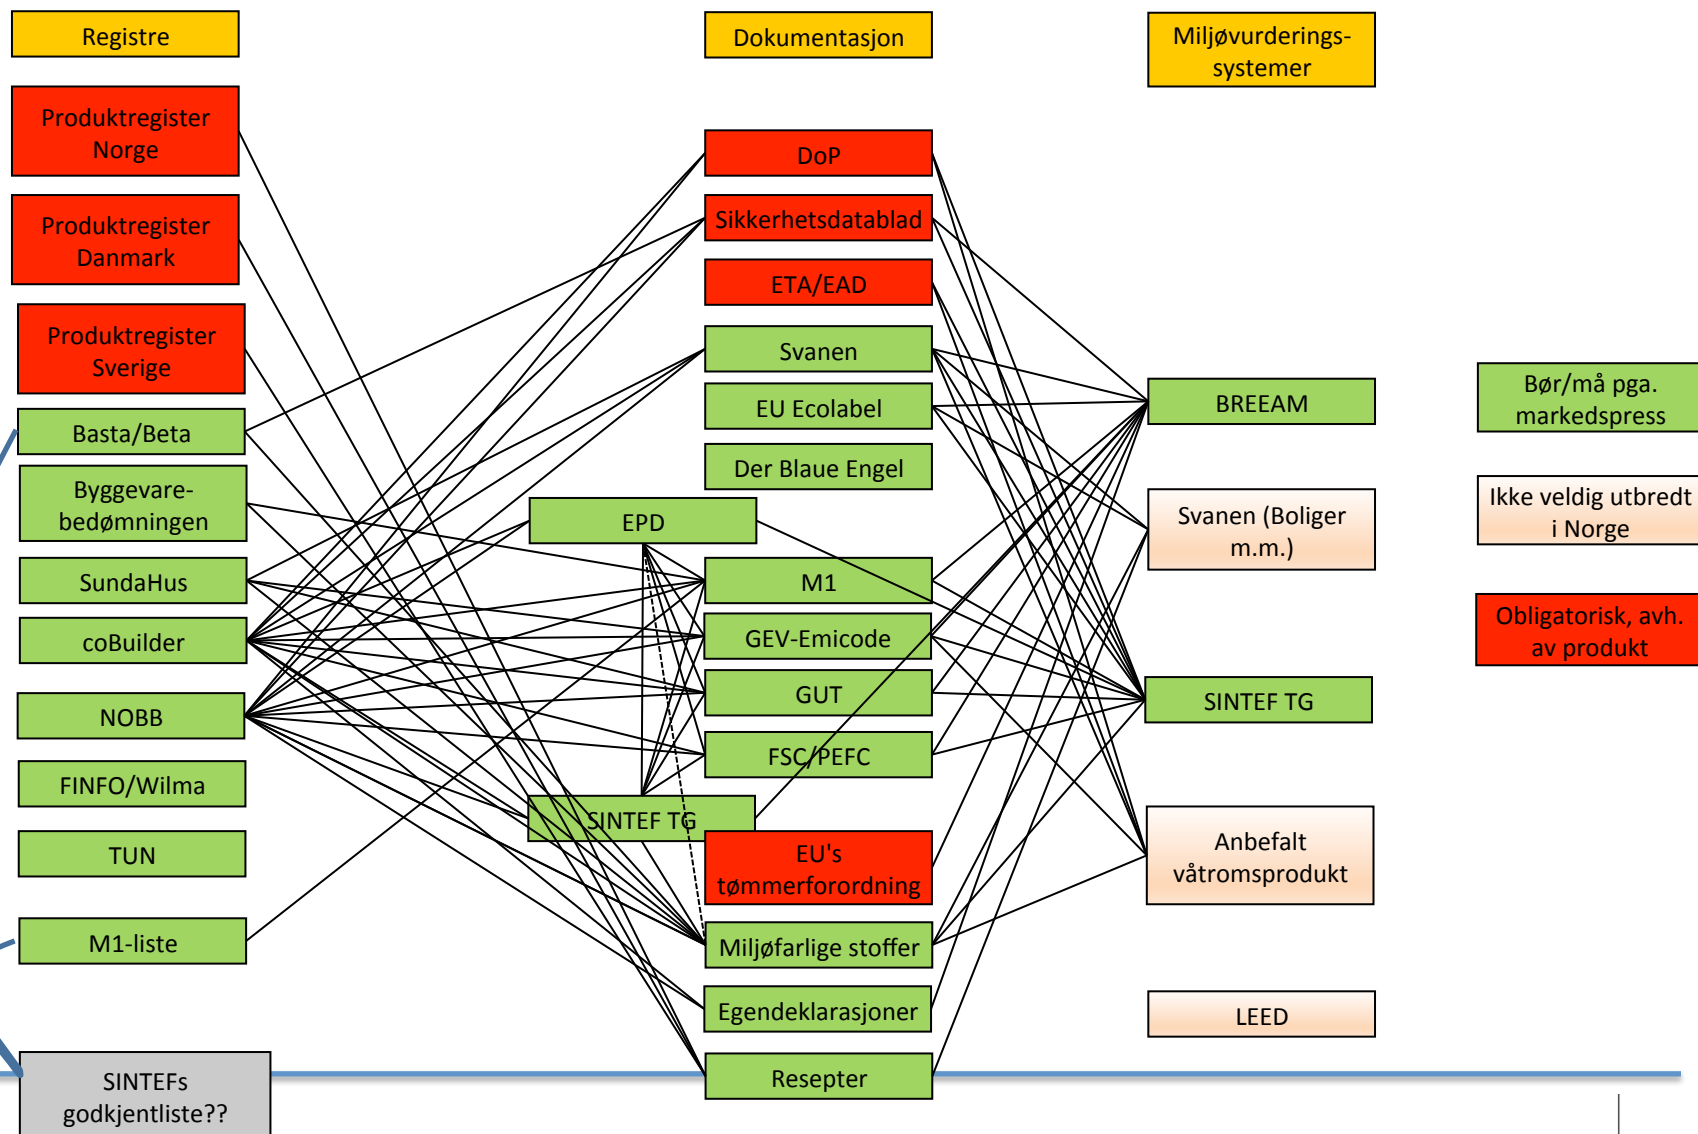 Registre
Produktregister
Norge
Produktregister
Danmark
Produktregister
Sverige
Basta/Beta
Byggevare-
bedømningen
SundaHus
coBuilder
NOBB
FINFO/Wilma
TUN
M1-liste
SINTEFs
godkjentliste??
Dokumentasjon
DoP
Sikkerhetsdatablad
ETA/EAD
Svanen
EU Ecolabel
Der Blaue Engel
EPD
M1
GEV-Emicode
GUT
FSC/PEFC
SINTEF TG
EU's
tømmerforordning
Miljøfarlige stoffer
Egendeklarasjoner
Resepter
Miljøvurderings-
systemer
BREEAM
Svanen (Boliger
m.m.)
SINTEF TG
Anbefalt
våtromsprodukt
LEED
Bør/må pga.
markedspress
Ikke veldig utbredt
i Norge
Obligatorisk, avh.
av produkt